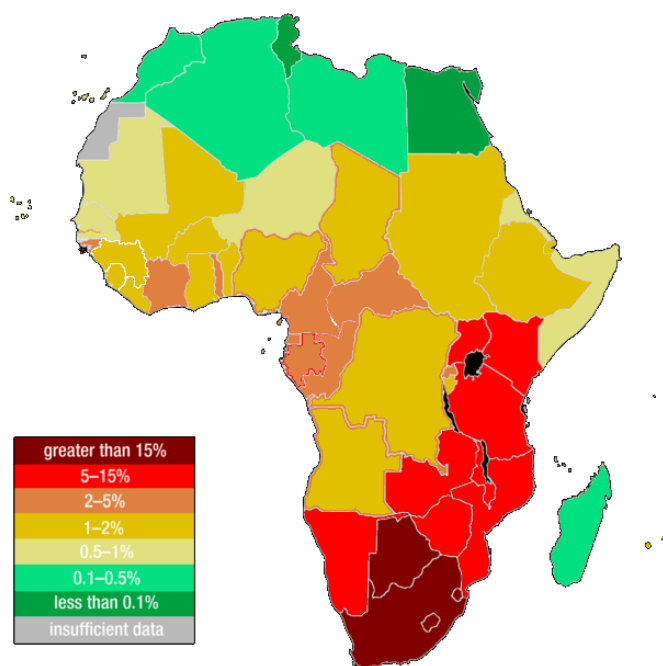 greater than 15%
5–15%
2–5%
1–2%
0.5–1%
0.1–0.5%
less than 0.1%
insufficient data